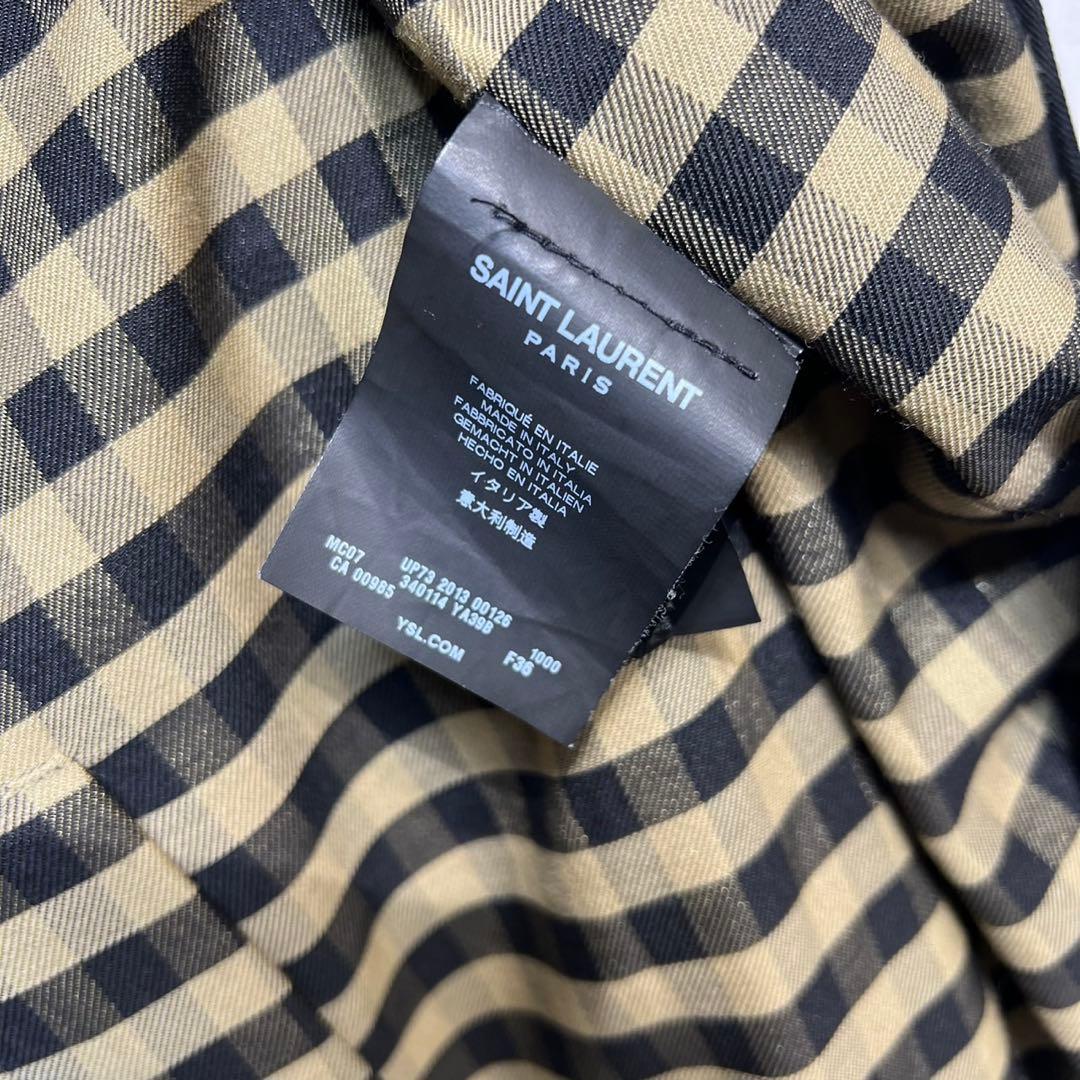 SAINT LAURENT
PARIS
FABRIQUÉ EN ITALIE
MADE IN ITALY
FABBRICATO IN ITALIA
GEMACHT IN ITALIEN
HECHO EN ITALIA
イタリア製
意大利制造
MC07 UP73 2013 00126
CA 00985 340114 YA39B 1000
YSL.COM F36